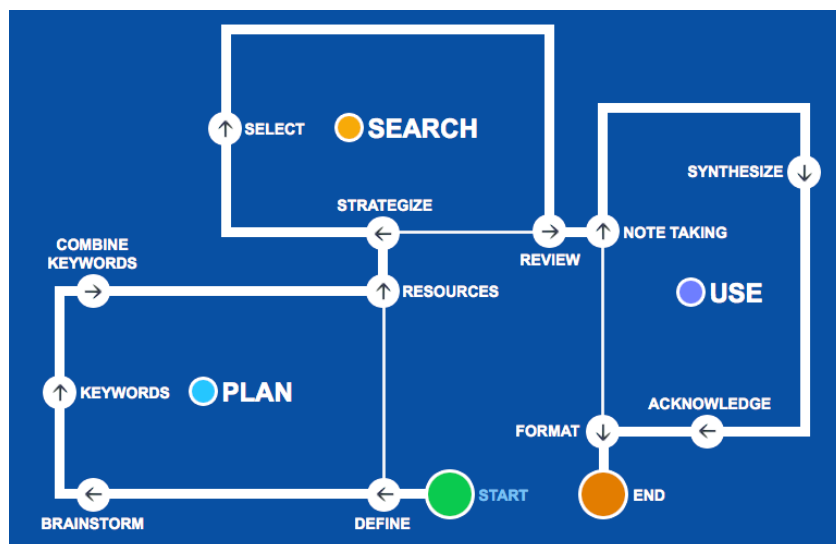 SELECT
SEARCH
SYNTHESIZE
STRATEGIZE
COMBINE
KEYWORDS
REVIEW
NOTE TAKING
RESOURCES
USE
KEYWORDS
PLAN
ACKNOWLEDGE
FORMAT
START
END
BRAINSTORM
DEFINE